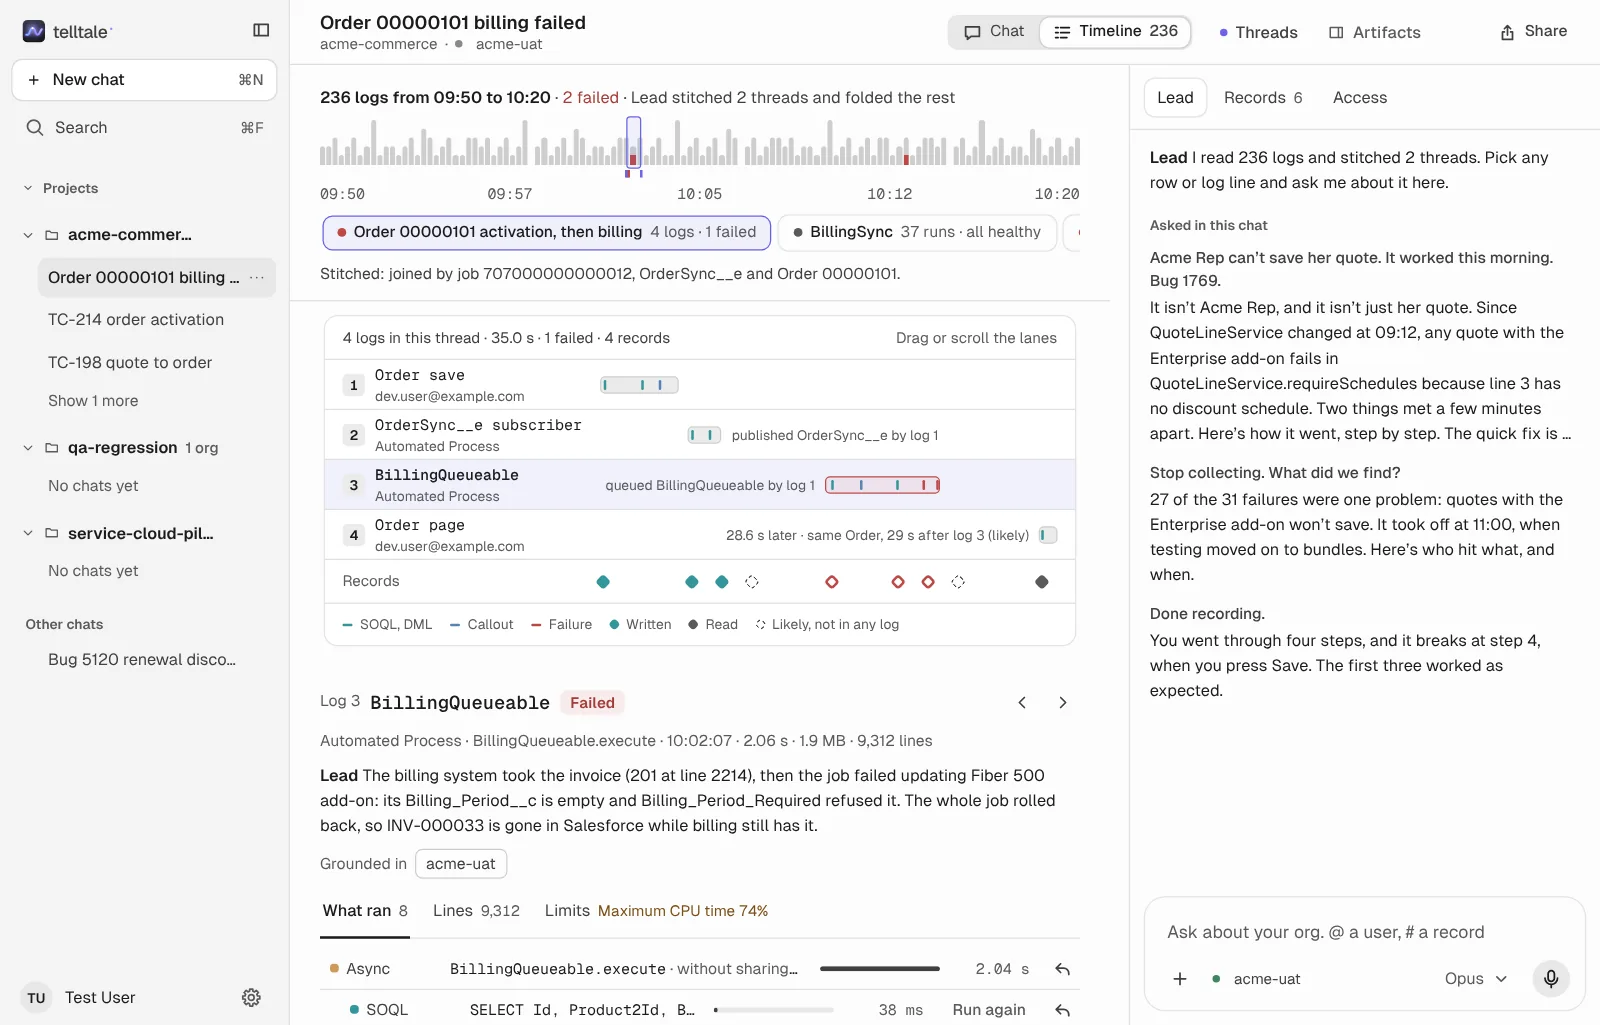 telltale
New chat ⌘N
Search ⌘F
Projects
acme-commer...
Order 00000101 billing ...
TC-214 order activation
TC-198 quote to order
Show 1 more
qa-regression 1 org
No chats yet
service-cloud-pil...
No chats yet
Other chats
Bug 5120 renewal disco...
TU Test User
Order 00000101 billing failed
acme-commerce · acme-uat
Chat
Timeline 236
Threads
Artifacts
Share
236 logs from 09:50 to 10:20 · 2 failed · Lead stitched 2 threads and folded the rest
09:50 09:57 10:05 10:12 10:20
Order 00000101 activation, then billing 4 logs · 1 failed
BillingSync 37 runs · all healthy
Stitched: joined by job 707000000000012, OrderSync__e and Order 00000101.
4 logs in this thread · 35.0 s · 1 failed · 4 records
Drag or scroll the lanes
1 Order save
dev.user@example.com
2 OrderSync__e subscriber
Automated Process
published OrderSync__e by log 1
3 BillingQueueable
Automated Process
queued BillingQueueable by log 1
4 Order page
dev.user@example.com
28.6 s later · same Order, 29 s after log 3 (likely)
Records
SOQL, DML
Callout
Failure
Written
Read
Likely, not in any log
Log 3 BillingQueueable Failed
Automated Process · BillingQueueable.execute · 10:02:07 · 2.06 s · 1.9 MB · 9,312 lines
Lead The billing system took the invoice (201 at line 2214), then the job failed updating Fiber 500
add-on: its Billing_Period__c is empty and Billing_Period_Required refused it. The whole job rolled
back, so INV-000033 is gone in Salesforce while billing still has it.
Grounded in acme-uat
What ran 8
Lines 9,312
Limits Maximum CPU time 74%
Async BillingQueueable.execute · without sharing... 2.04 s
SOQL SELECT Id, Product2Id, B... 38 ms Run again
Lead
Records 6
Access
Lead I read 236 logs and stitched 2 threads. Pick any
row or log line and ask me about it here.
Asked in this chat
Acme Rep can’t save her quote. It worked this morning.
Bug 1769.
It isn’t Acme Rep, and it isn’t just her quote. Since
QuoteLineService changed at 09:12, any quote with the
Enterprise add-on fails in
QuoteLineService.requireSchedules because line 3 has
no discount schedule. Two things met a few minutes
apart. Here’s how it went, step by step. The quick fix is ...
Stop collecting. What did we find?
27 of the 31 failures were one problem: quotes with the
Enterprise add-on won’t save. It took off at 11:00, when
testing moved on to bundles. Here’s who hit what, and
when.
Done recording.
You went through four steps, and it breaks at step 4,
when you press Save. The first three worked as
expected.
Ask about your org. @ a user, # a record
acme-uat
Opus